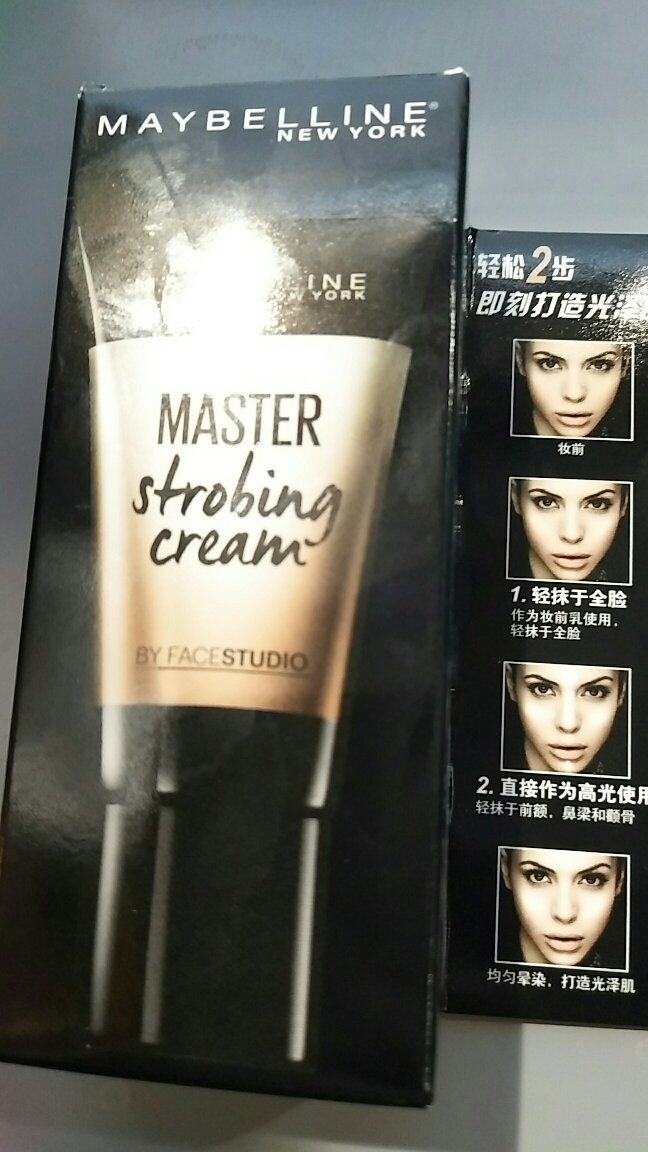 MAYBELLINE®
NEW YORK
INE
YORK
MASTER
strobing
cream
BY FACESTUDIO
轻松2步
即刻打造光泽
妆前
1. 轻抹于全脸
作为妆前乳使用，
轻抹于全脸
2. 直接作为高光使用
轻抹于前额，鼻梁和颧骨
均匀晕染，打造光泽肌